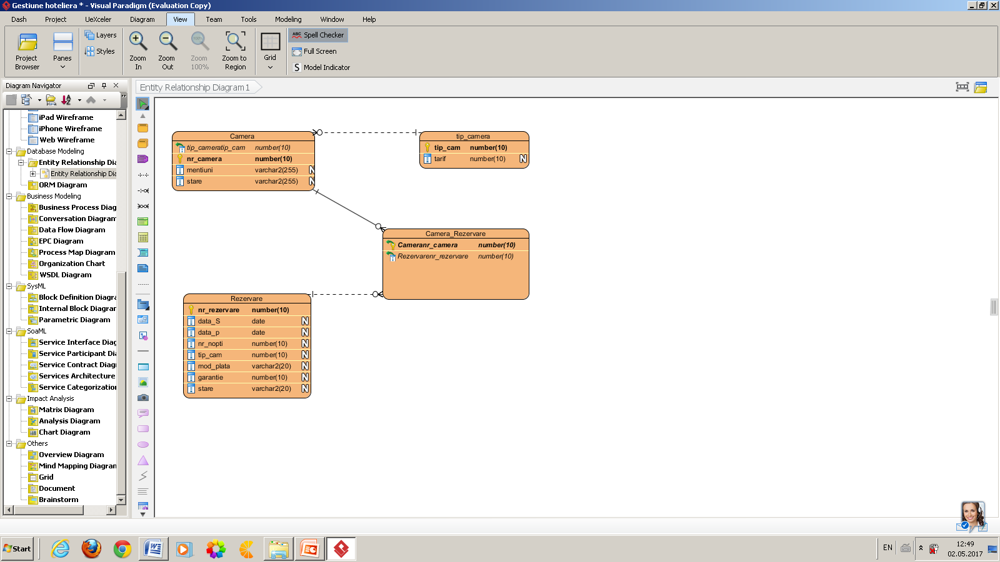 Gestiune hoteliera * - Visual Paradigm (Evaluation Copy)
Dash Project UeXceler Diagram View Team Tools Modeling Window Help
Project Browser
Panes
Layers
Styles
Zoom In
Zoom Out
Zoom 100%
Zoom to Region
Grid
ABC Spell Checker
Full Screen
S Model Indicator
Diagram Navigator
Entity Relationship Diagram1
iPad Wireframe
iPhone Wireframe
Web Wireframe
Database Modeling
Entity Relationship Dia
Entity Relationship Dia
ORM Diagram
Business Modeling
Business Process Diag
Conversation Diagram
Data Flow Diagram
EPC Diagram
Process Map Diagram
Organization Chart
WSDL Diagram
SysML
Block Definition Diagra
Internal Block Diagram
Parametric Diagram
SoaML
Service Interface Diag
Service Participant Dia
Service Contract Diagr
Services Architecture
Service Categorization
Impact Analysis
Matrix Diagram
Analysis Diagram
Chart Diagram
Others
Overview Diagram
Mind Mapping Diagram
Grid
Document
Brainstorm
Camera
tip_cameratip_cam number(10)
nr_camera number(10)
mentiuni varchar2(255) N
stare varchar2(255) N
tip_camera
tip_cam number(10)
tarif number(10) N
Camera_Rezervare
Cameranr_camera number(10)
Rezervarenr_rezervare number(10)
Rezervare
nr_rezervare number(10)
data_S date N
data_p date N
nr_nopti number(10) N
tip_cam number(10) N
mod_plata varchar2(20) N
garantie number(10) N
stare varchar2(20) N
Start
EN
12:49
02.05.2017